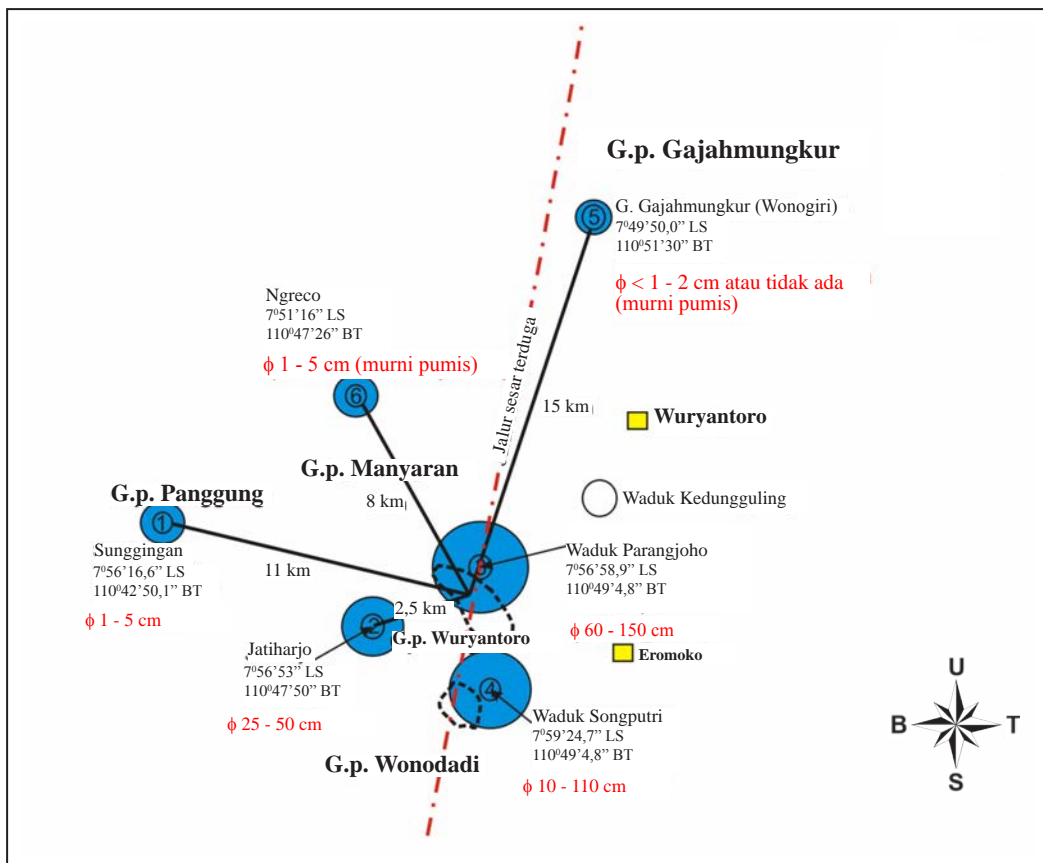 G.p. Gajahmungkur
5
G. Gajahmungkur (Wonogiri)
7⁰49'50,0” LS
110⁰51'30” BT
ϕ < 1 - 2 cm atau tidak ada
(murni pumis)
Ngreco
7⁰51'16” LS
110⁰47'26” BT
ϕ 1 - 5 cm (murni pumis)
6
Jalur sesar terduga
15 km
Wuryantoro
G.p. Manyaran
8 km
G.p. Panggung
1
Waduk Kedungguling
Sunggingan
7⁰56'16,6” LS
110⁰42'50,1” BT
ϕ 1 - 5 cm
11 km
Waduk Parangjoho
7⁰56'58,9” LS
110⁰49'4,8” BT
ϕ 60 - 150 cm
2,5 km
2
G.p. Wuryantoro
Jatiharjo
7⁰56'53” LS
110⁰47'50” BT
ϕ 25 - 50 cm
Eromoko
4
Waduk Songputri
7⁰59'24,7” LS
110⁰49'4,8” BT
ϕ 10 - 110 cm
G.p. Wonodadi
U
B
T
S